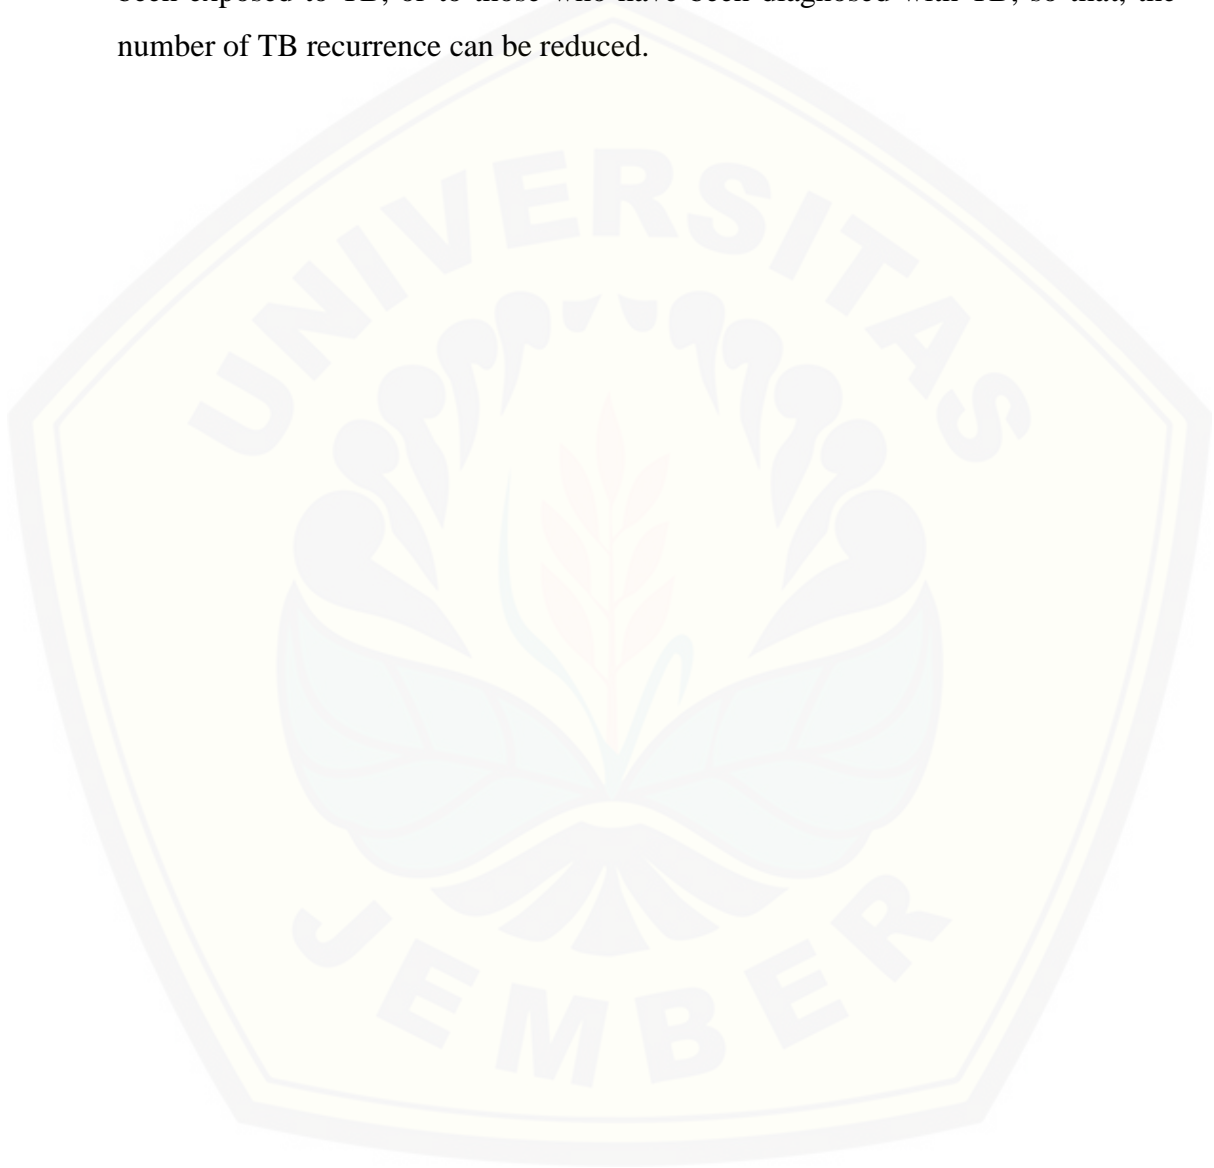 been exposed to TB, or to those who have been diagnosed with TB, so that, the
number of TB recurrence can be reduced.
UNIVERSITAS
JEMBER